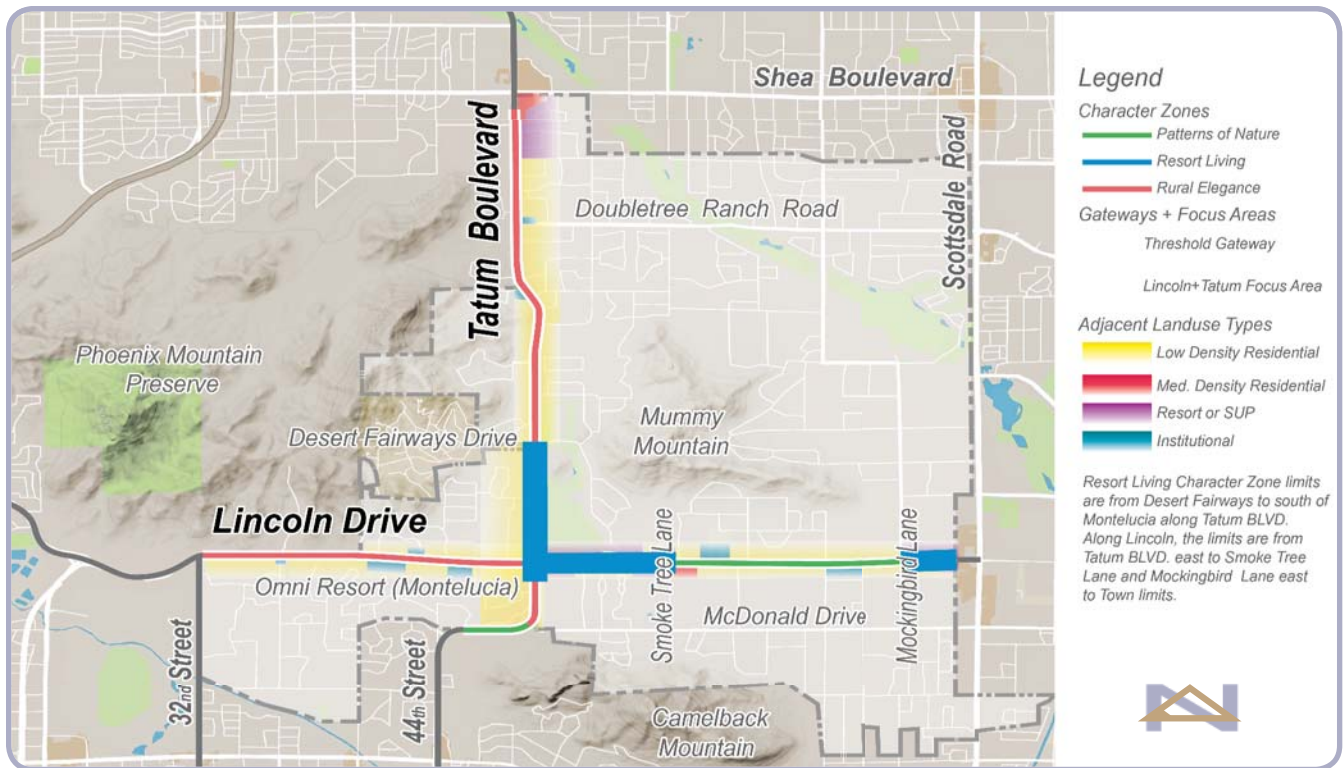 Shea Boulevard
Tatum Boulevard
Scottsdale Road
Doubletree Ranch Road
Phoenix Mountain
Preserve
Desert Fairways Drive
Mummy
Mountain
Lincoln Drive
Omni Resort (Montelucia)
Smoke Tree Lane
Mockingbird Lane
McDonald Drive
32nd Street
44th Street
Camelback
Mountain
Legend
Character Zones
Patterns of Nature
Resort Living
Rural Elegance
Gateways + Focus Areas
Threshold Gateway
Lincoln+Tatum Focus Area
Adjacent Landuse Types
Low Density Residential
Med. Density Residential
Resort or SUP
Institutional
Resort Living Character Zone limits
are from Desert Fairways to south of
Montelucia along Tatum BLVD.
Along Lincoln, the limits are from
Tatum BLVD. east to Smoke Tree
Lane and Mockingbird Lane east
to Town limits.
N